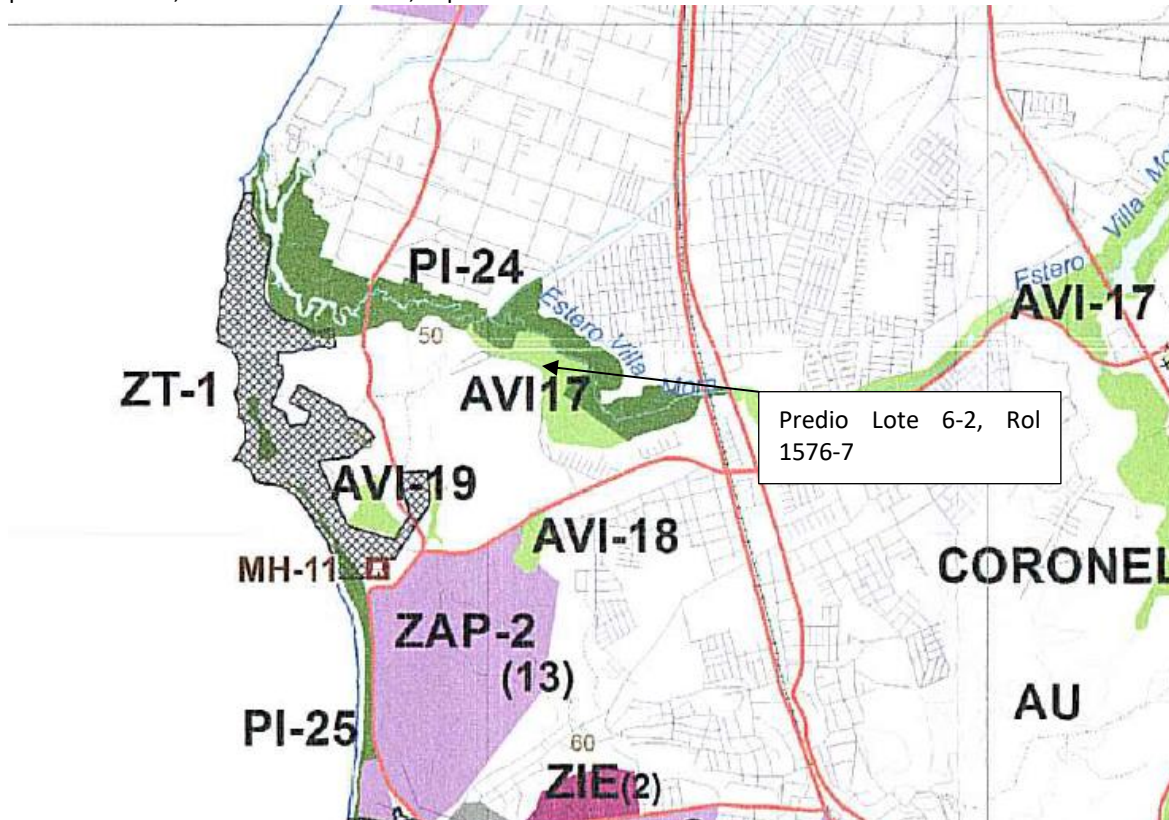 PI-24
Estero Villa Mora
Estero Villa Mo
AVI-17
50
ZT-1
AVI17
Predio Lote 6-2, Rol
1576-7
AVI-19
AVI-18
MH-11
CORONEL
ZAP-2
(13)
AU
PI-25
60
ZIE(2)